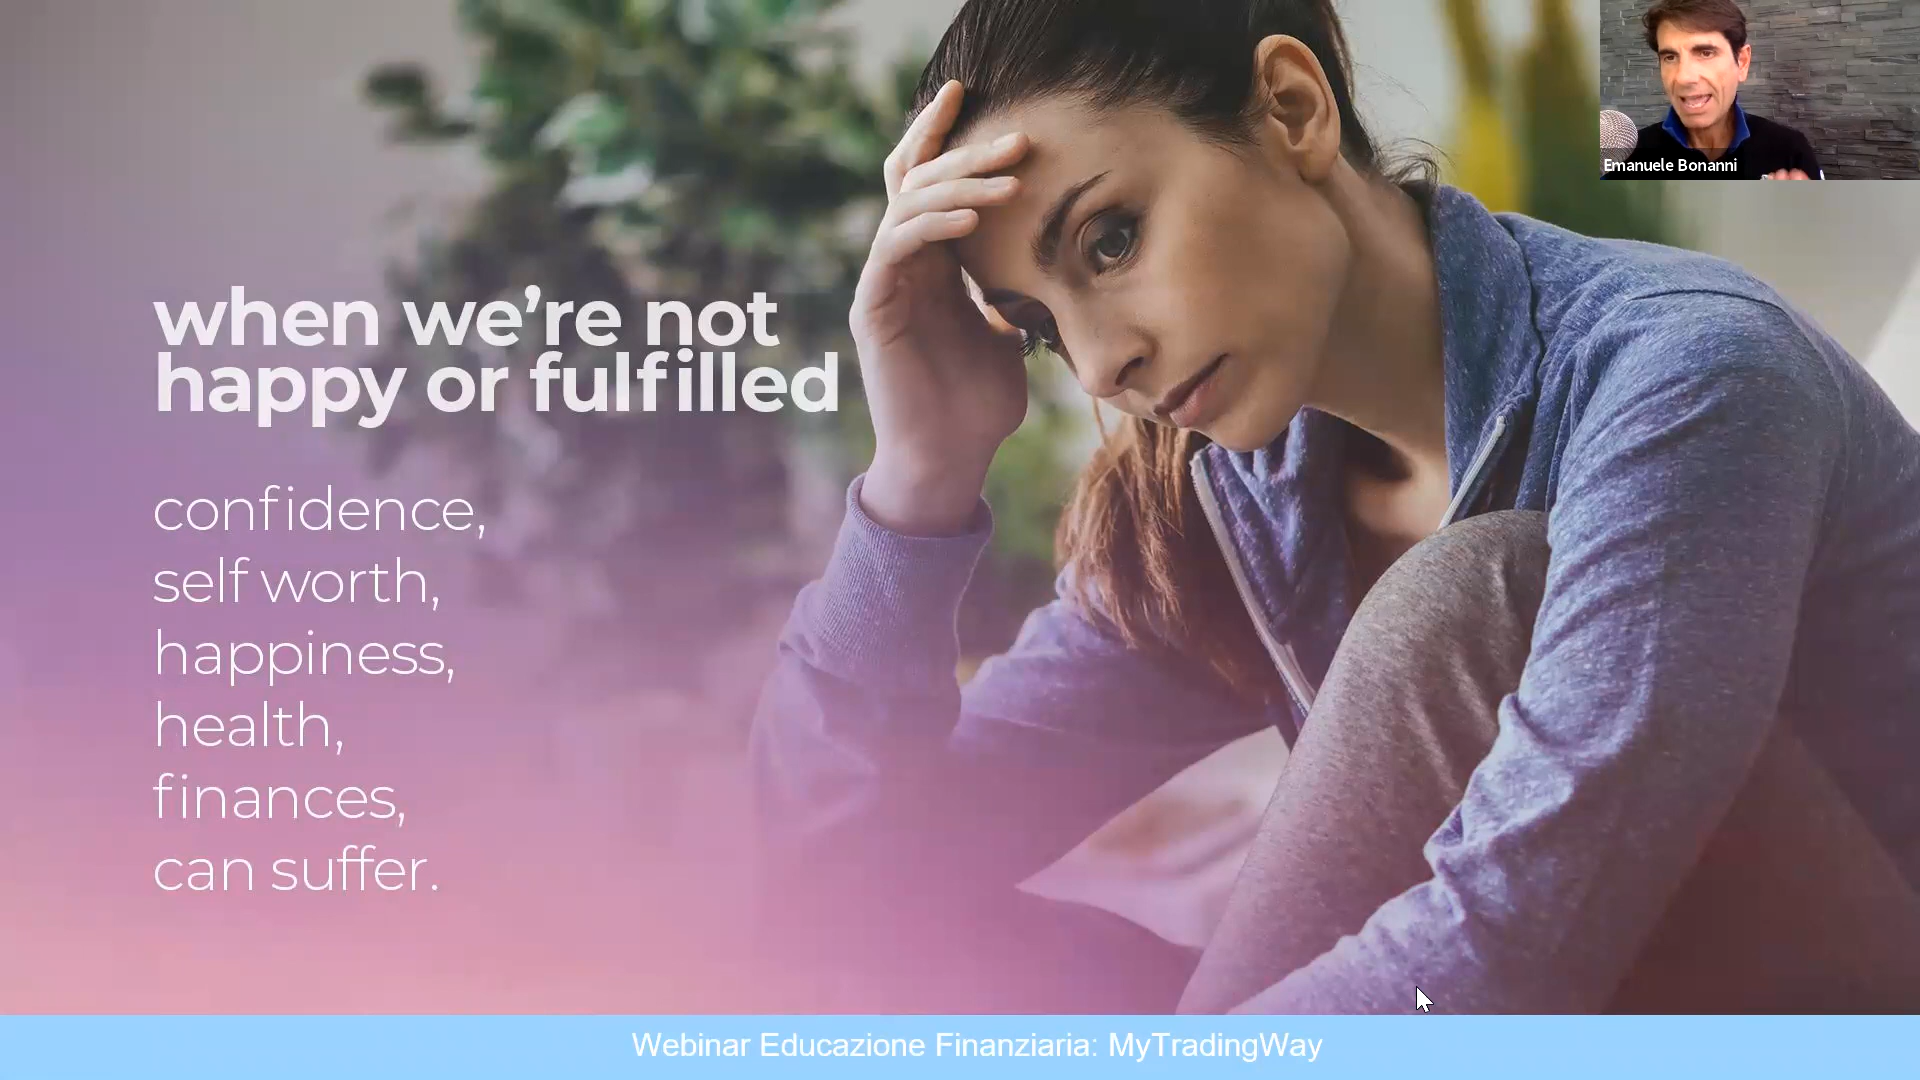 Emanuele Bonanni
when we're not
happy or fulfilled
confidence,
self worth,
happiness,
health,
finances,
can suffer.
Webinar Educazione Finanziaria: MyTradingWay